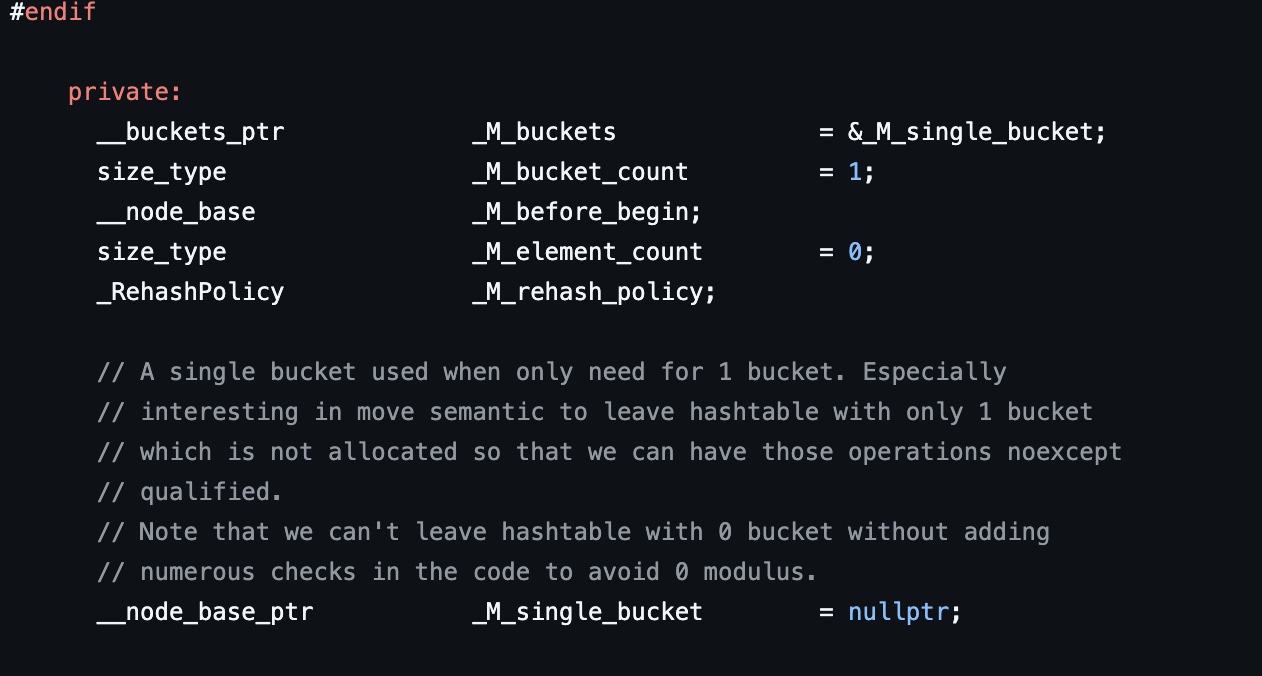 #endif
private:
__buckets_ptr _M_buckets = &_M_single_bucket;
size_type _M_bucket_count = 1;
__node_base _M_before_begin;
size_type _M_element_count = 0;
_RehashPolicy _M_rehash_policy;
// A single bucket used when only need for 1 bucket. Especially
// interesting in move semantic to leave hashtable with only 1 bucket
// which is not allocated so that we can have those operations noexcept
// qualified.
// Note that we can't leave hashtable with 0 bucket without adding
// numerous checks in the code to avoid 0 modulus.
__node_base_ptr _M_single_bucket = nullptr;